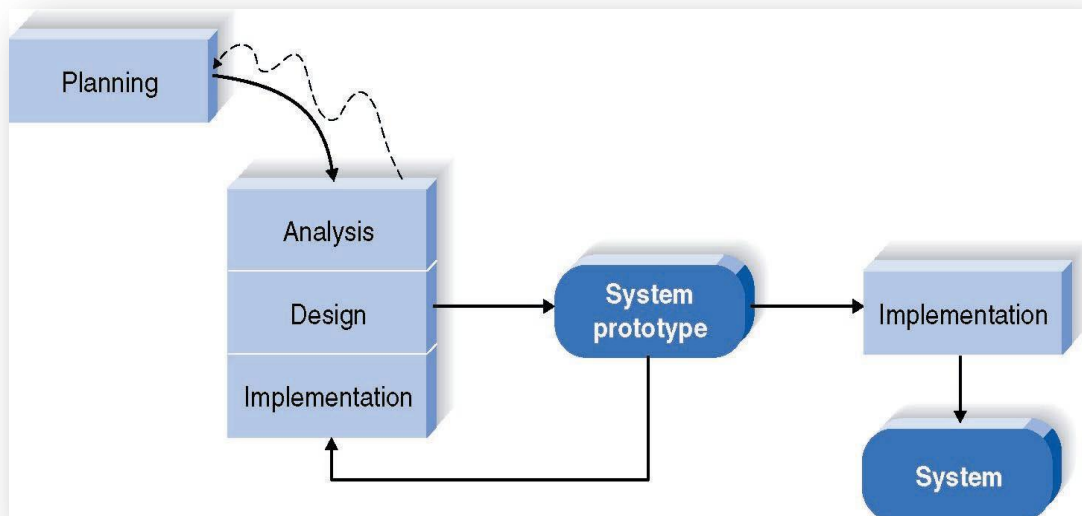 Planning
Analysis
Design
Implementation
System
prototype
Implementation
System